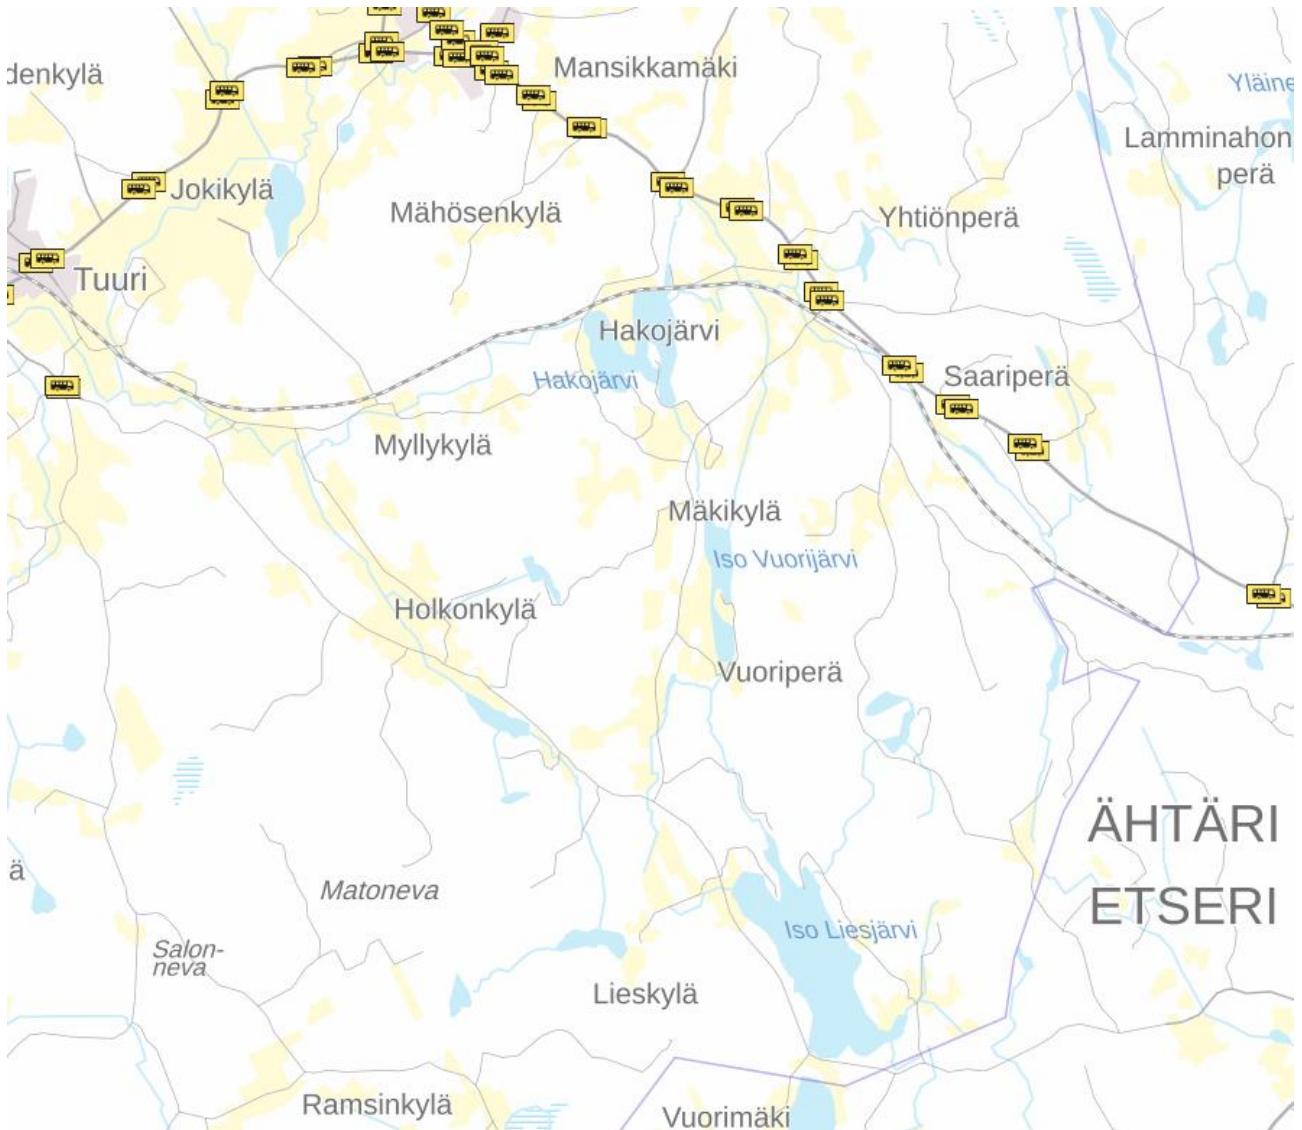 Mansikkamäki
denkylä
Yläine
Lamminahon
perä
Jokikylä
Mähösenkylä
Yhtiönperä
Tuuri
Hakojärvi
Hakojärvi
Saariperä
Myllykylä
Mäkikylä
Iso Vuorijärvi
Holkonkylä
Vuoriperä
ÄHTÄRI
ä
Matoneva
ETSERI
Iso Liesjärvi
Salon-
neva
Lieskylä
Ramsinkylä
Vuorimäki